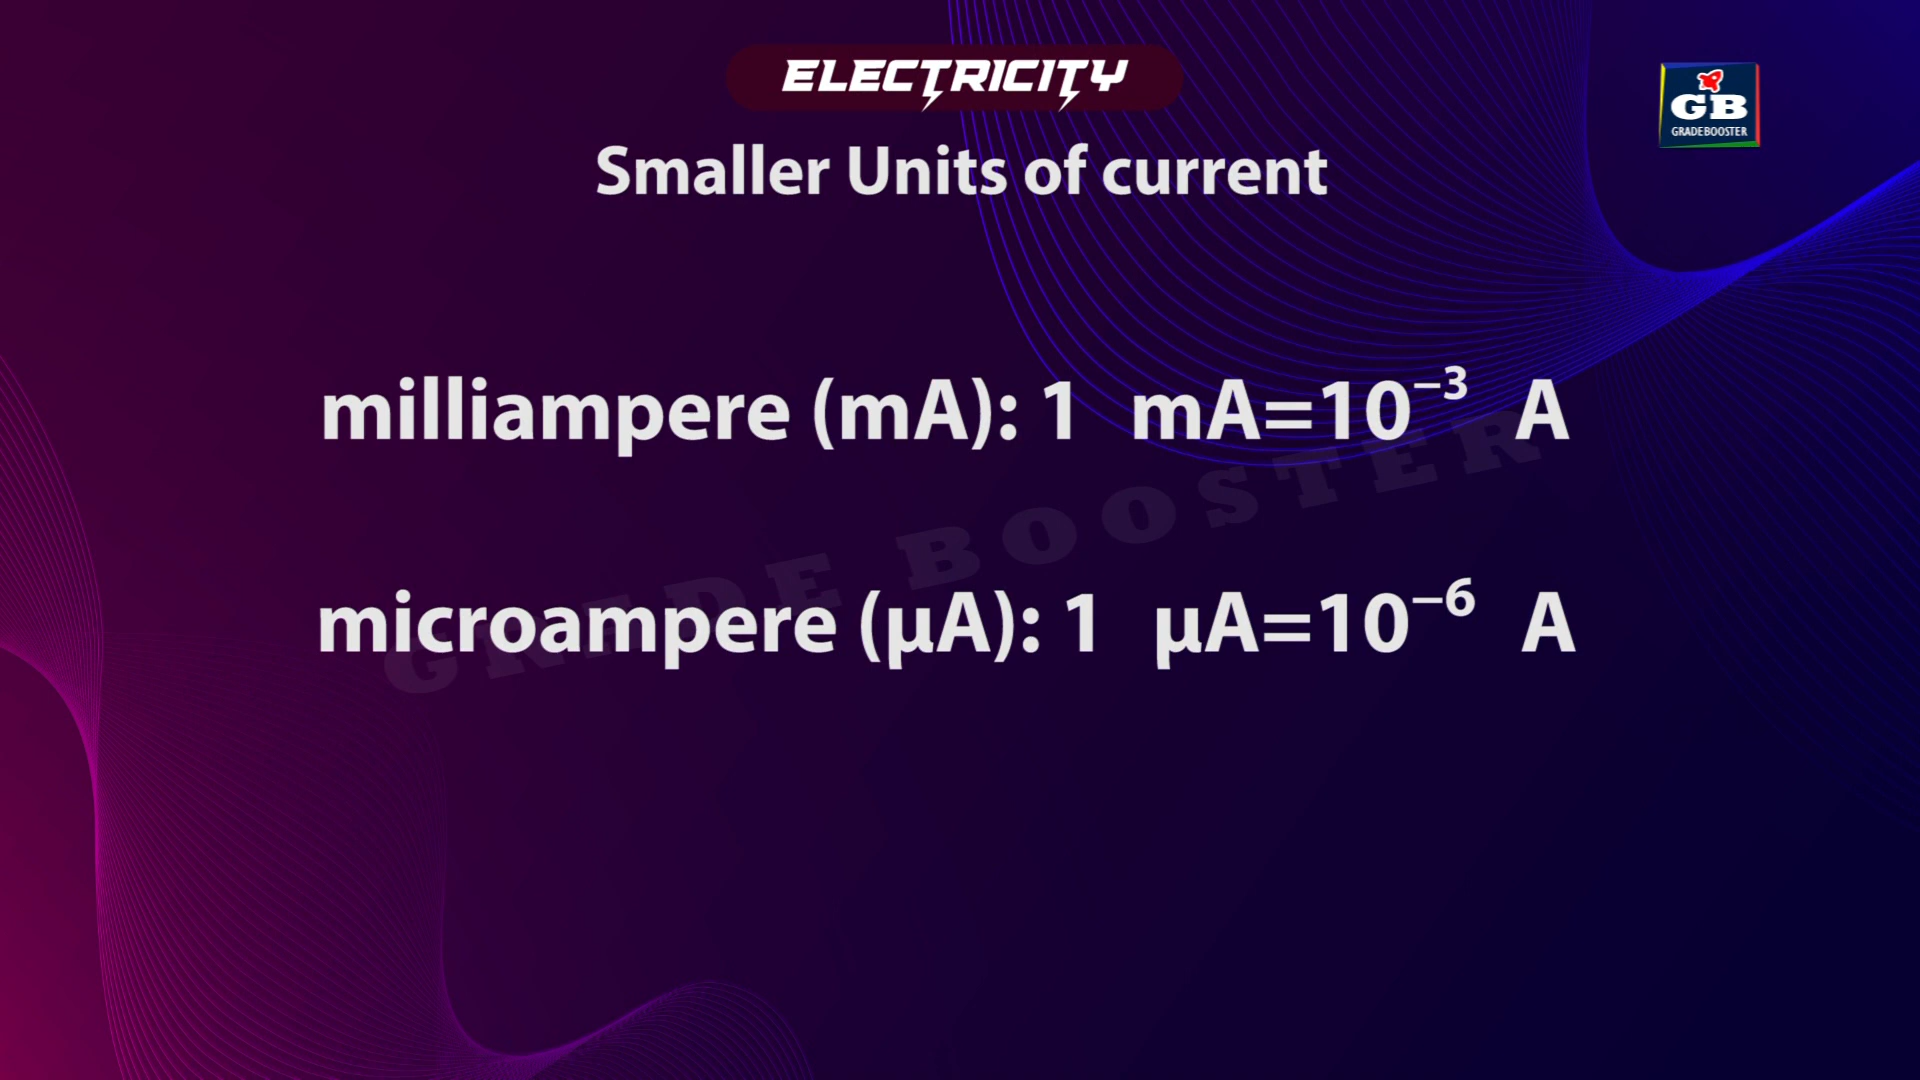 ELECTRICITY
GB
GRADEBOOSTER
Smaller Units of current
milliampere (mA): 1 mA=10⁻³ A
GRADE BOOSTER
microampere (µA): 1 µA=10⁻⁶ A